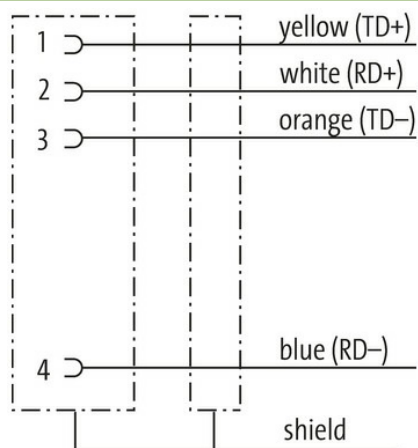 1 yellow (TD+)
2 white (RD+)
3 orange (TD–)
4 blue (RD–)
shield